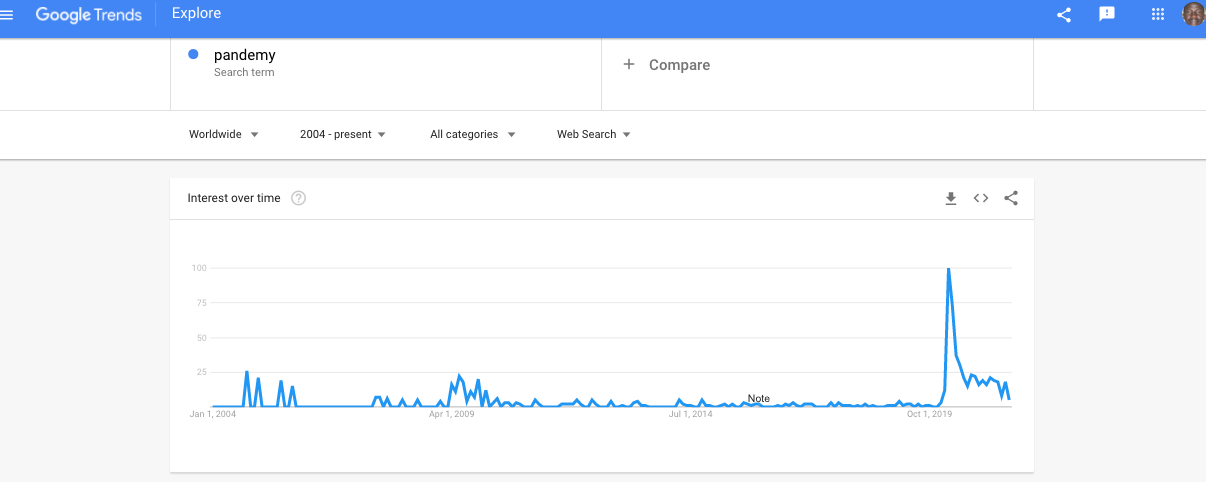 Google Trends Explore
pandemy
Search term
+ Compare
Worldwide 2004 - present All categories Web Search
Interest over time ?
100
75
50
25
Note
Jan 1, 2004 Apr 1, 2009 Jul 1, 2014 Oct 1, 2019